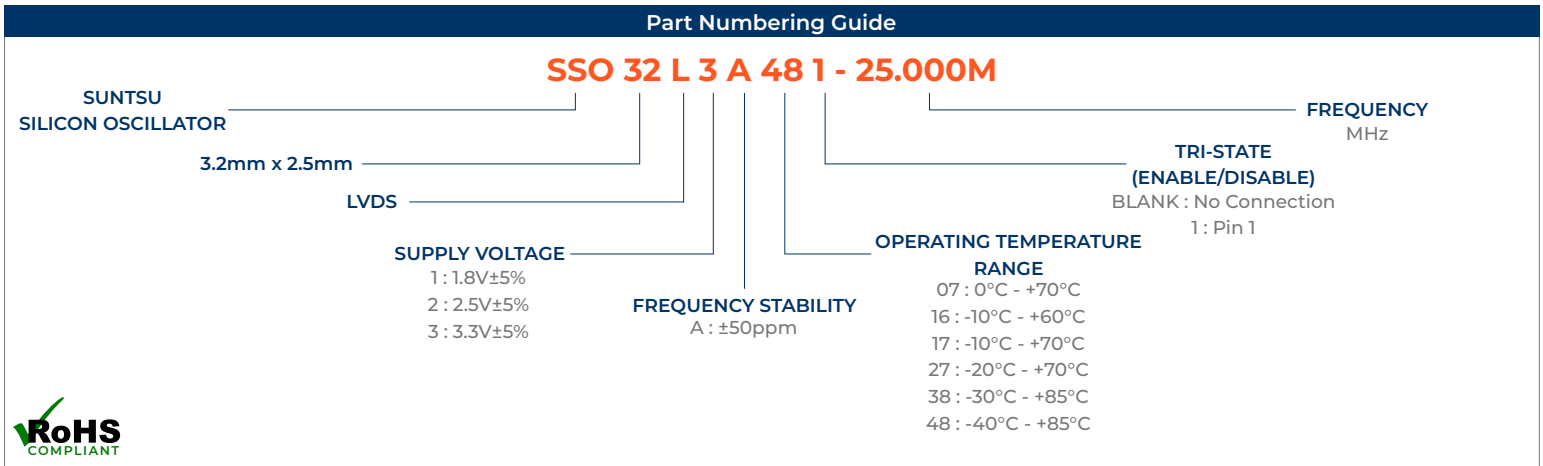 Part Numbering Guide
SSO 32 L 3 A 48 1 - 25.000M
SUNTSU
SILICON OSCILLATOR
3.2mm x 2.5mm
LVDS
SUPPLY VOLTAGE
1 : 1.8V±5%
2 : 2.5V±5%
3 : 3.3V±5%
FREQUENCY STABILITY
A : ±50ppm
OPERATING TEMPERATURE
RANGE
07 : 0°C - +70°C
16 : -10°C - +60°C
17 : -10°C - +70°C
27 : -20°C - +70°C
38 : -30°C - +85°C
48 : -40°C - +85°C
TRI-STATE
(ENABLE/DISABLE)
BLANK : No Connection
1 : Pin 1
FREQUENCY
MHz
RoHS
COMPLIANT